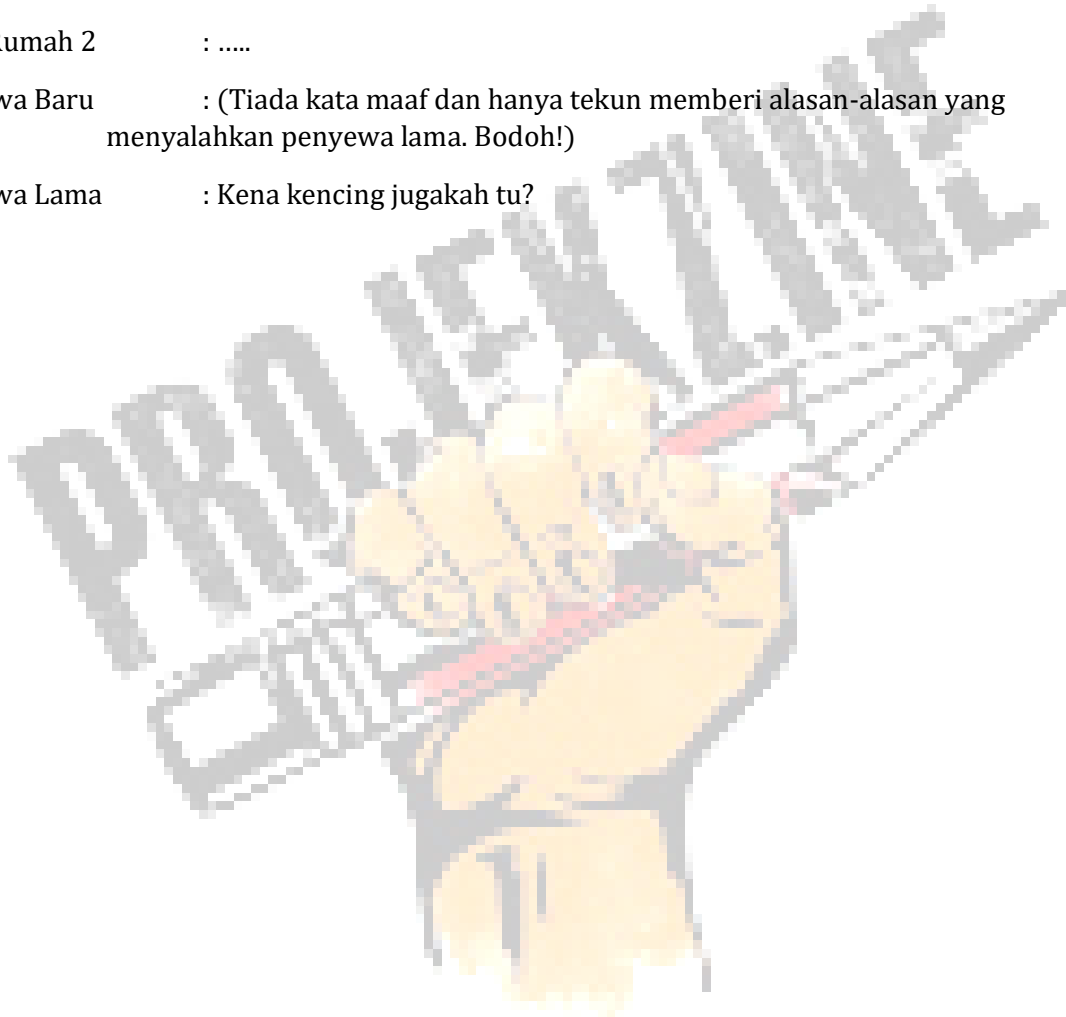 umah 2 : .....
wa Baru : (Tiada kata maaf dan hanya tekun memberi alasan-alasan yang
menyalahkan penyewa lama. Bodoh!)
wa Lama : Kena kencing jugakah tu?
PROJEKZINE